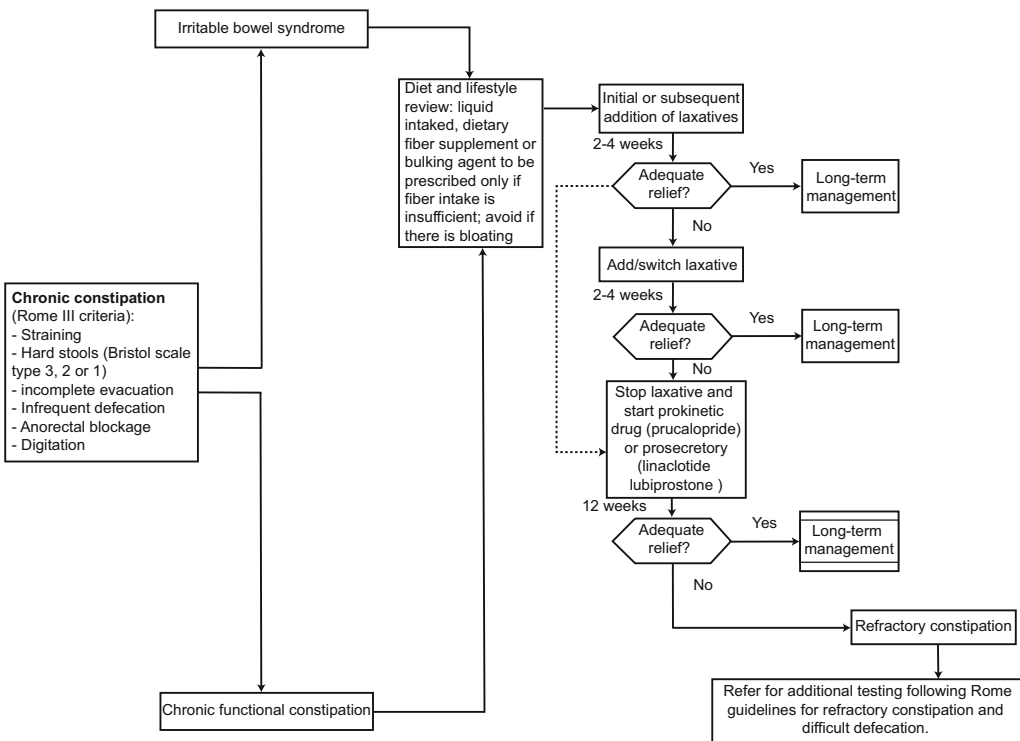 Irritable bowel syndrome
Diet and lifestyle
review: liquid
intaked, dietary
fiber supplement or
bulking agent to be
prescribed only if
fiber intake is
insufficient; avoid if
there is bloating
Initial or subsequent
addition of laxatives
2-4 weeks
Adequate
relief?
Yes
Long-term
management
No
Add/switch laxative
2-4 weeks
Adequate
relief?
Yes
Long-term
management
No
Chronic constipation
(Rome III criteria):
- Straining
- Hard stools (Bristol scale
type 3, 2 or 1)
- incomplete evacuation
- Infrequent defecation
- Anorectal blockage
- Digitation
Stop laxative and
start prokinetic
drug (prucalopride)
or prosecretory
(linaclotide
lubiprostone )
12 weeks
Adequate
relief?
Yes
Long-term
management
No
Refractory constipation
Chronic functional constipation
Refer for additional testing following Rome
guidelines for refractory constipation and
difficult defecation.